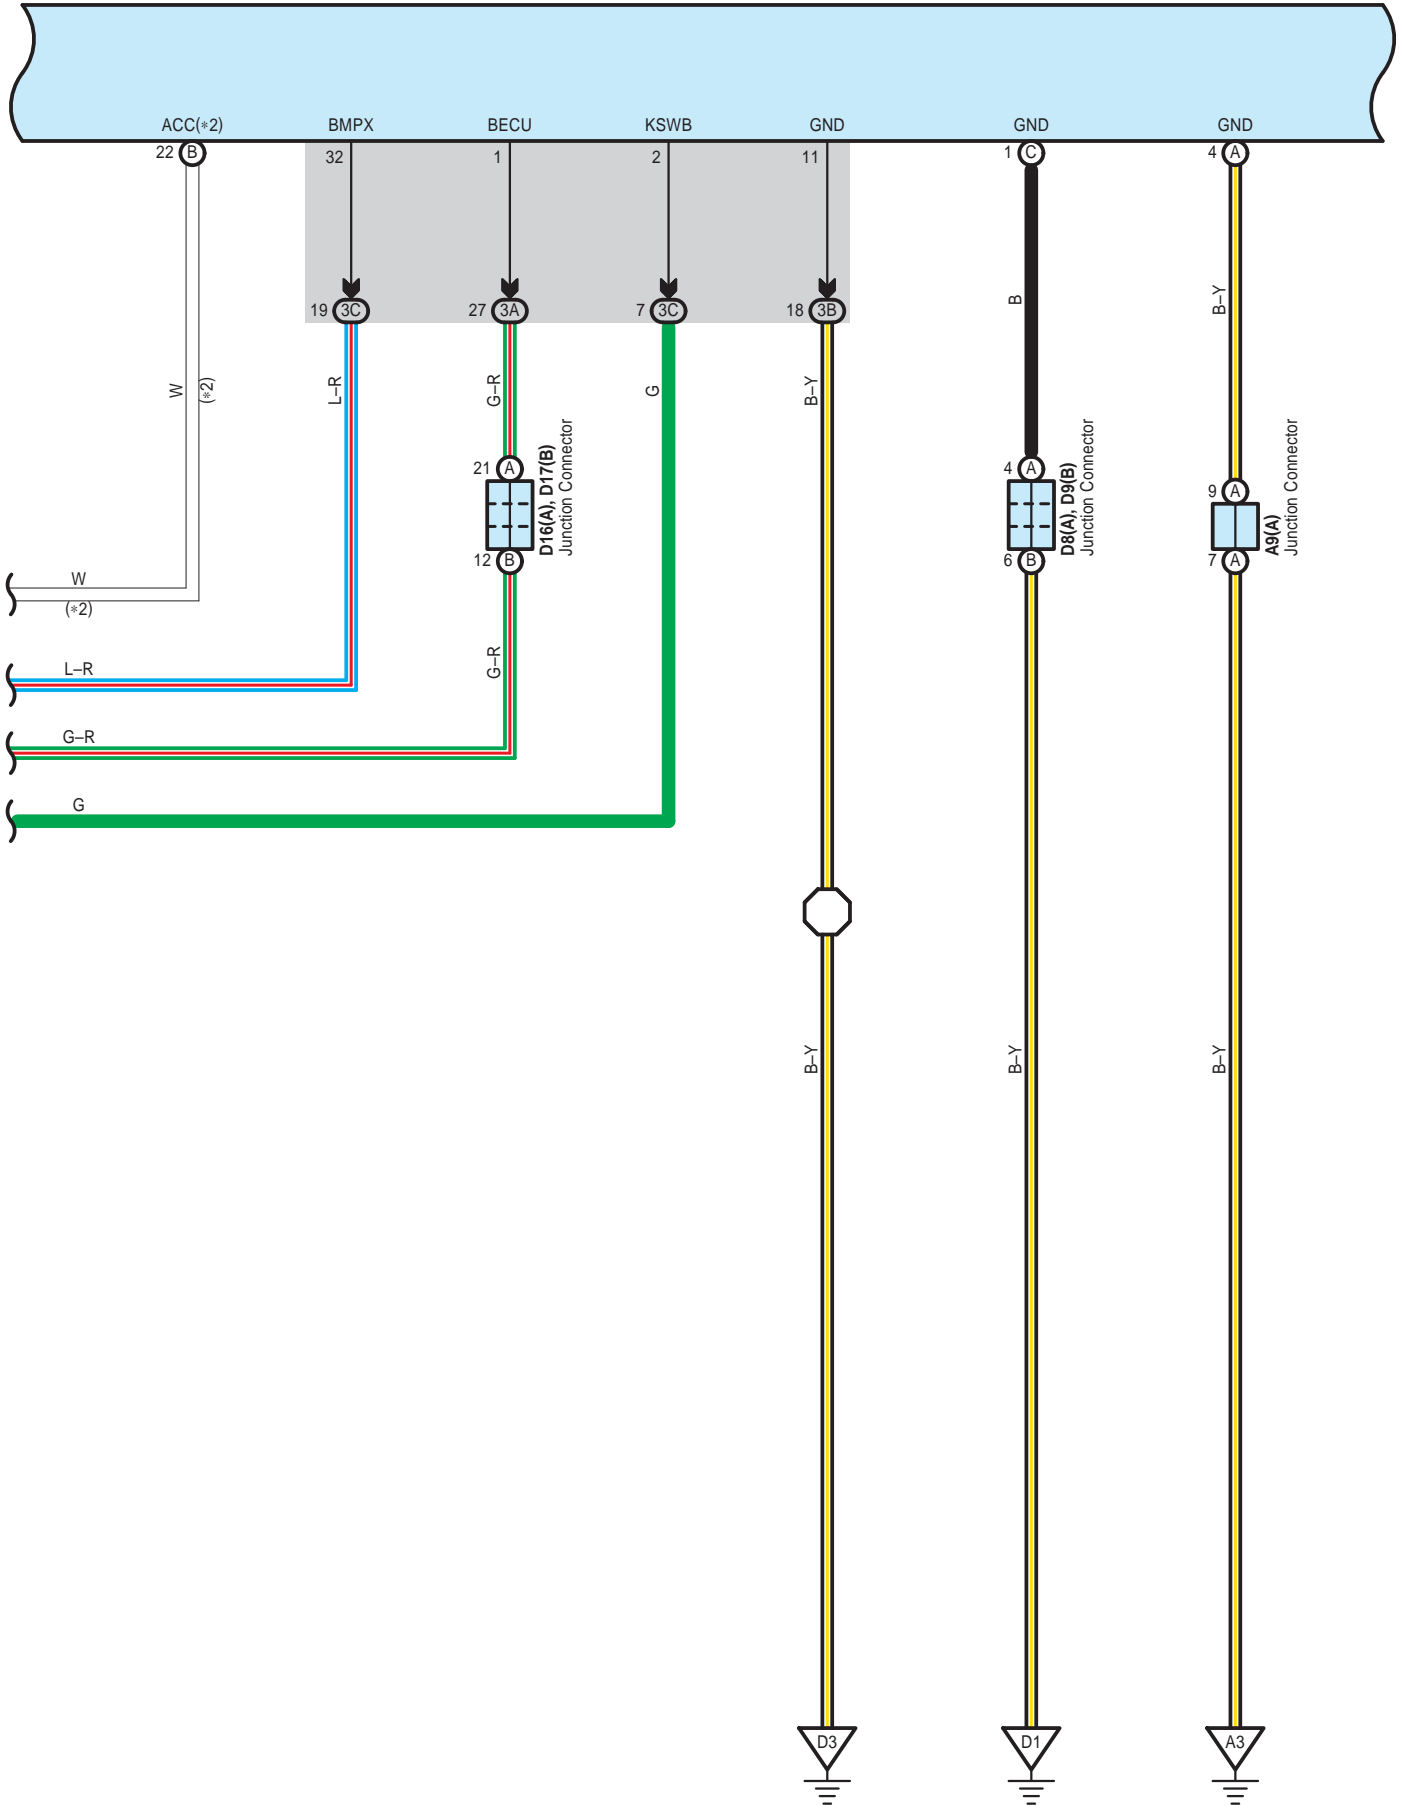 ACC(*2) BMPX BECU KSWB GND GND GND
22 B 32 1 2 11 1 C 4 A
19 3C 27 3A 7 3C 18 3B
B
B–Y
W
(*2)
L–R
G–R
G
B–Y
21 A
D16(A), D17(B)
Junction Connector
12 B
4 A
D8(A), D9(B)
Junction Connector
6 B
9 A
A9(A)
Junction Connector
7 A
W
(*2)
L–R
G–R
G–R
G
B–Y
B–Y
B–Y
D3 D1 A3